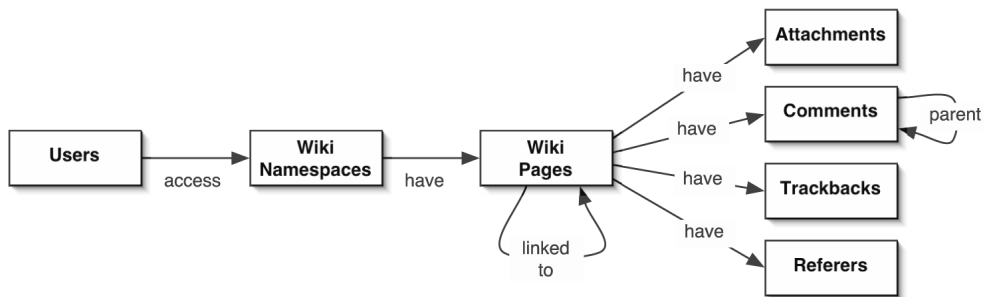 Attachments
have
Comments
parent
have
Users
access
Wiki
Namespaces
have
Wiki
Pages
linked
to
have
Trackbacks
have
Referers